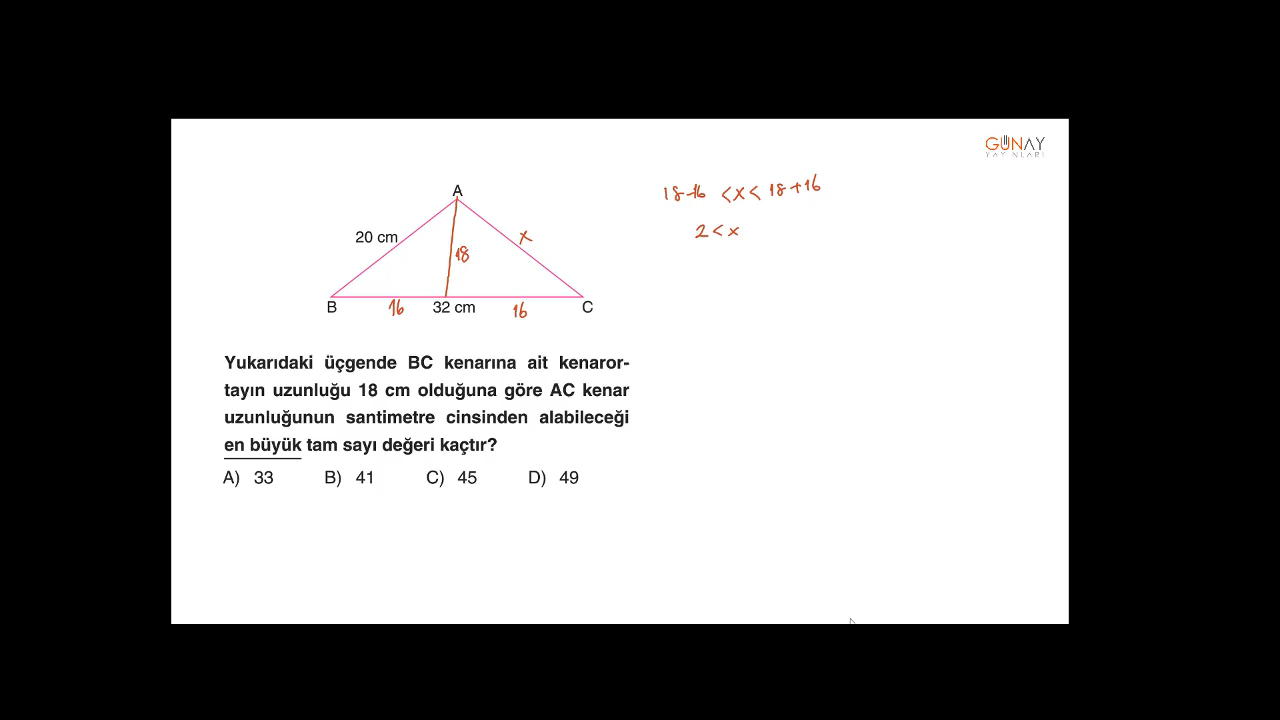 GÜNAY
YAYINLARI
A
18-16 < x < 18+16
20 cm
x
2 < x
18
B
16
32 cm
16
C
Yukarıdaki üçgende BC kenarına ait kenaror-
tayın uzunluğu 18 cm olduğuna göre AC kenar
uzunluğunun santimetre cinsinden alabileceği
en büyük tam sayı değeri kaçtır?
A) 33 B) 41 C) 45 D) 49